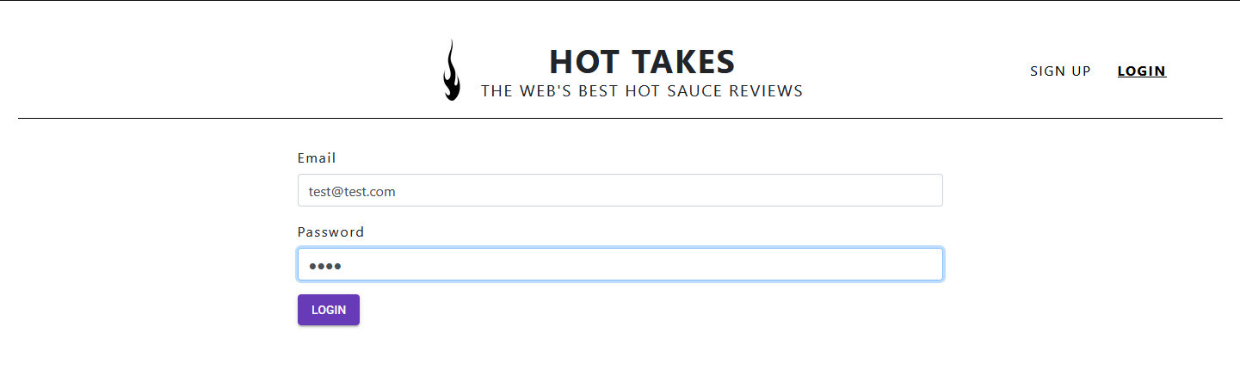 HOT TAKES
THE WEB'S BEST HOT SAUCE REVIEWS
SIGN UP LOGIN
Email
test@test.com
Password
••••
LOGIN